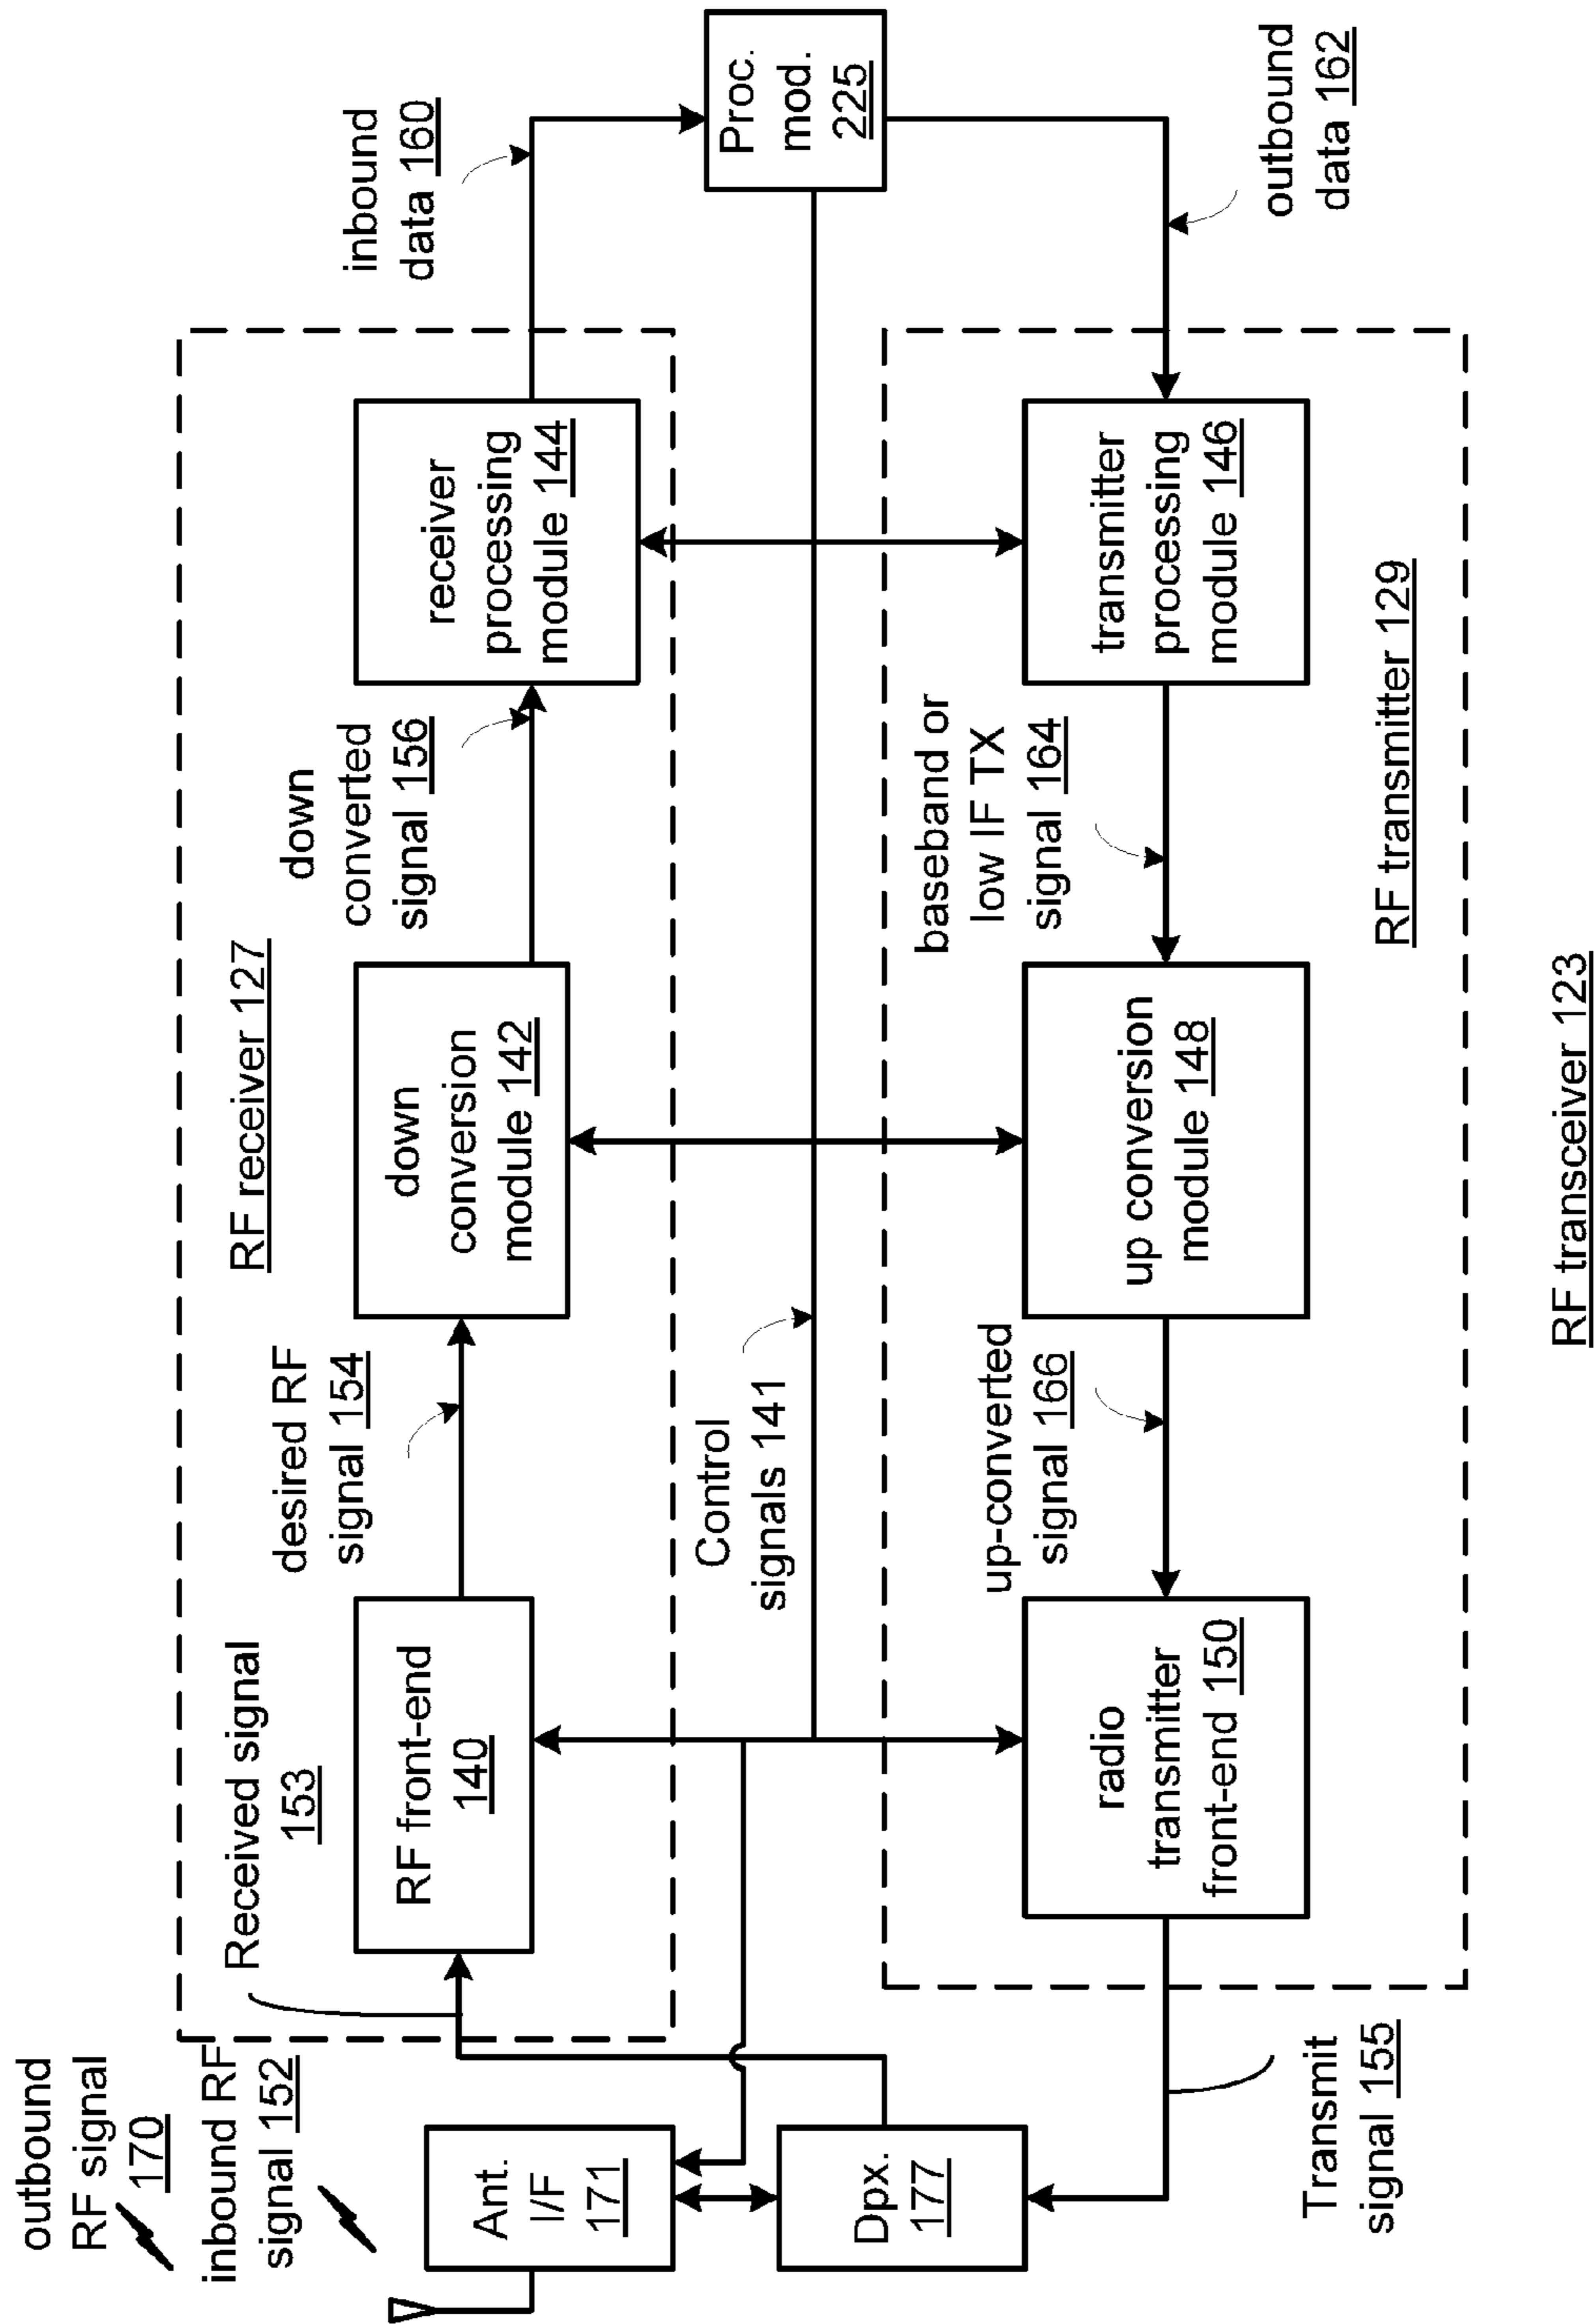 outbound
RF signal
170
inbound RF
signal 152
Received signal
153
RF receiver 127
desired RF
signal 154
down
converted
signal 156
inbound
data 160
Ant.
I/F
171
RF front-end
140
down
conversion
module 142
receiver
processing
module 144
Control
signals 141
Proc.
mod.
225
Dpx.
177
up-converted
signal 166
baseband or
low IF TX
signal 164
radio
transmitter
front-end 150
up conversion
module 148
transmitter
processing
module 146
outbound
data 162
Transmit
signal 155
RF transmitter 129
RF transceiver 123